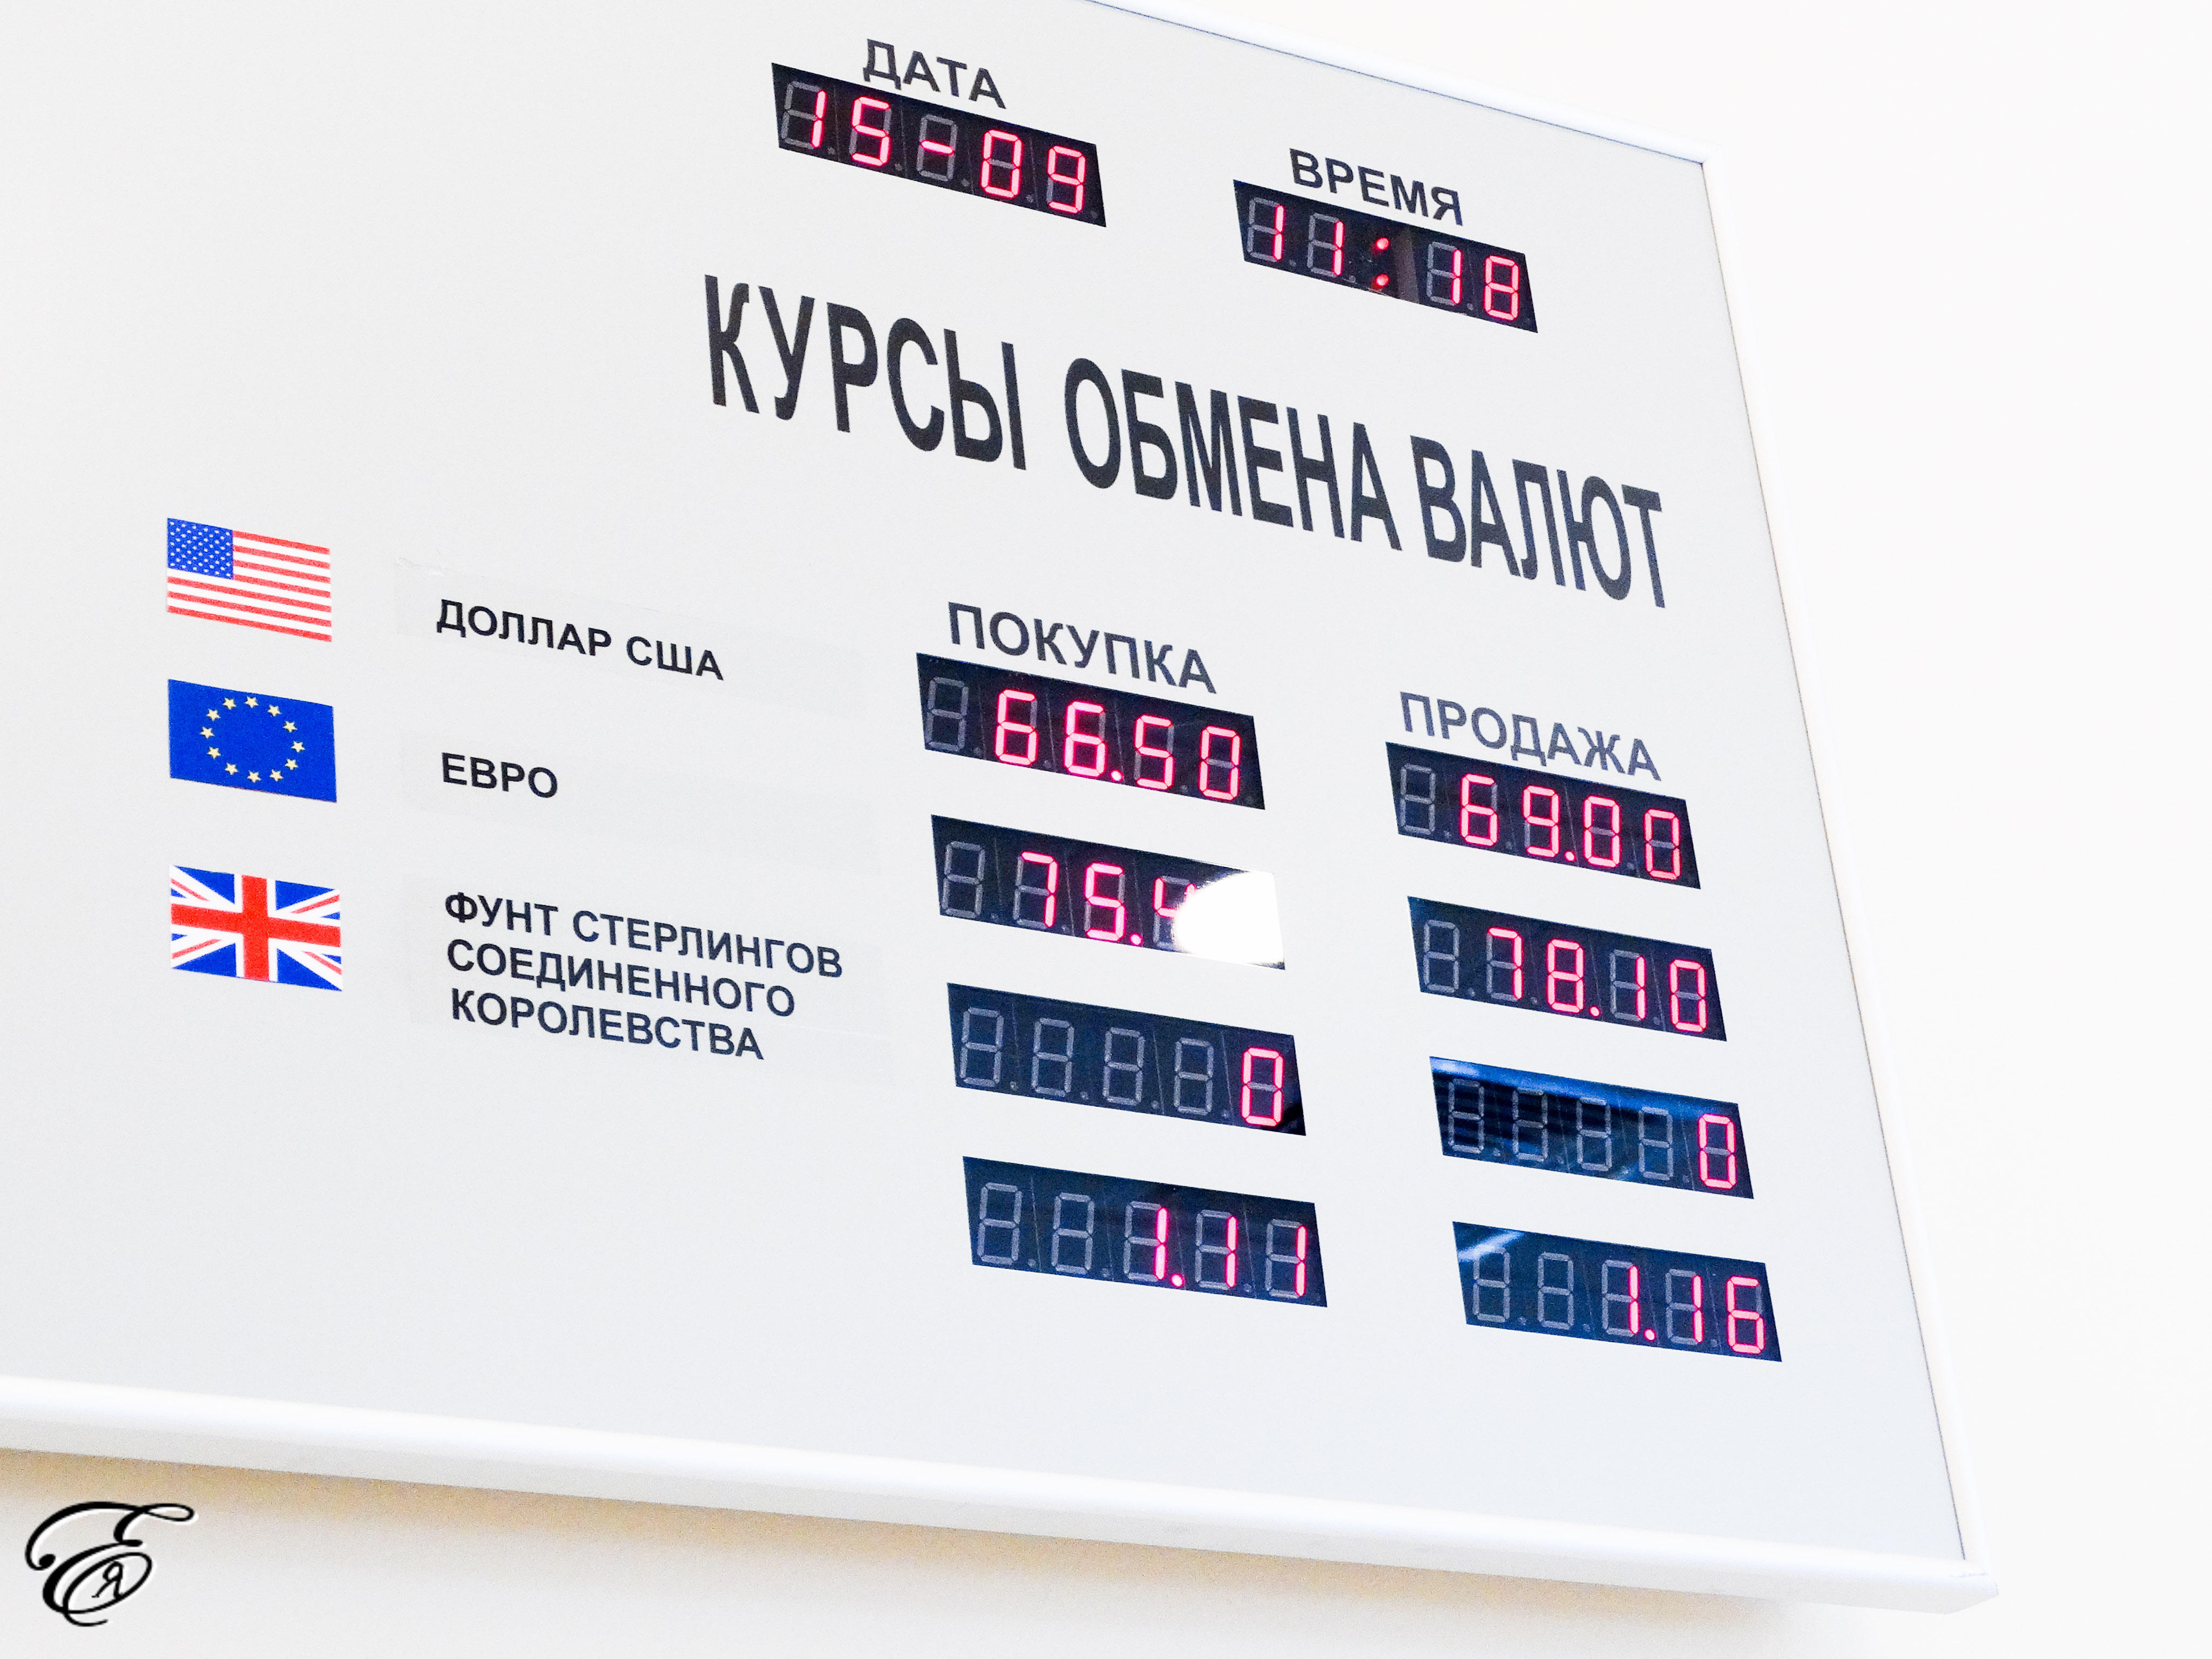 ДАТА
15-09
ВРЕМЯ
11:18
КУРСЫ ОБМЕНА ВАЛЮТ
ПОКУПКА
ПРОДАЖА
ДОЛЛАР США
66.50
69.00
ЕВРО
78.10
ФУНТ СТЕРЛИНГОВ
СОЕДИНЕННОГО
КОРОЛЕВСТВА
0
0
1.11
1.16